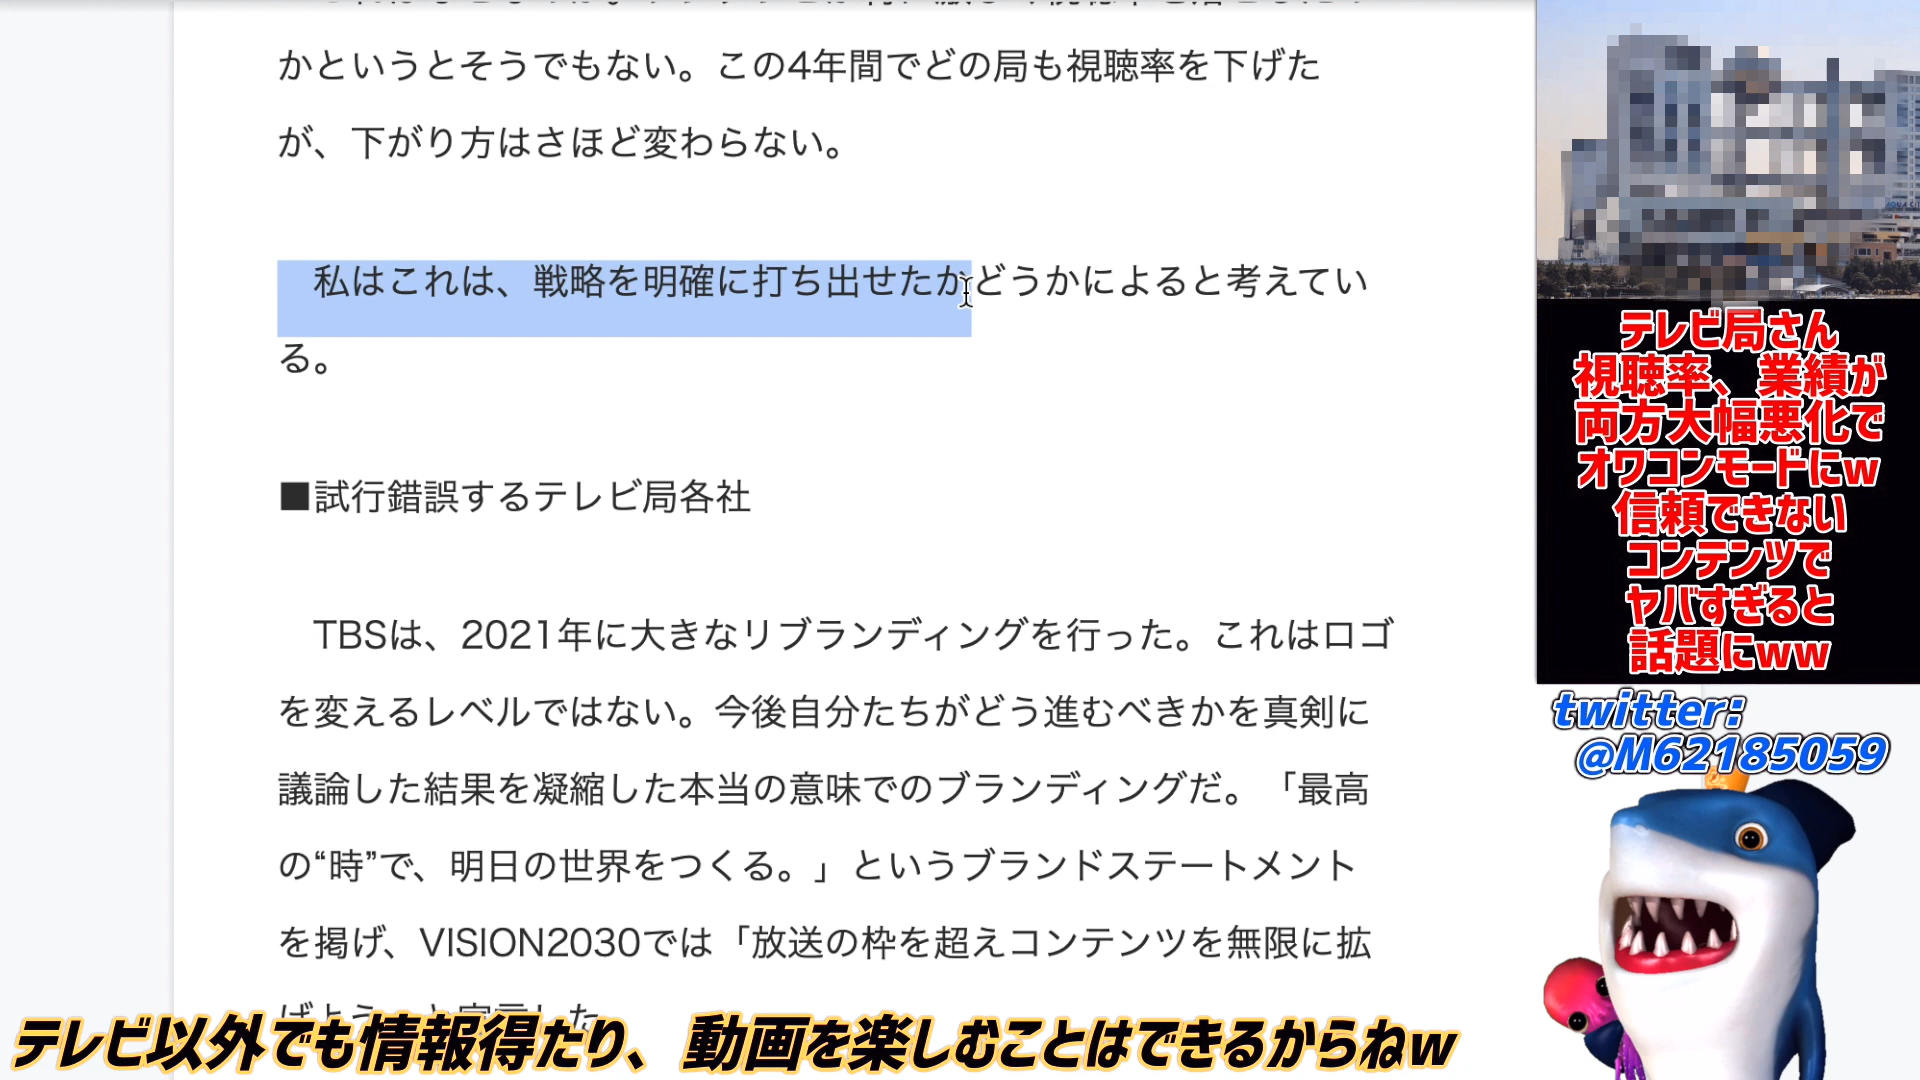 かというとそうでもない。この4年間でどの局も視聴率を下げた
が、下がり方はさほど変わらない。
私はこれは、戦略を明確に打ち出せたかどうかによると考えてい
る。
■試行錯誤するテレビ局各社
TBSは、2021年に大きなリブランディングを行った。これはロゴ
を変えるレベルではない。今後自分たちがどう進むべきかを真剣に
議論した結果を凝縮した本当の意味でのブランディングだ。「最高
の“時”で、明日の世界をつくる。」というブランドステートメント
を掲げ、VISION2030では「放送の枠を超えコンテンツを無限に拡
テレビ以外でも情報得たり、動画を楽しむことはできるからねw
テレビ局さん
視聴率、業績が
両方大幅悪化で
オワコンモードにw
信頼できない
コンテンツで
ヤバすぎると
話題にww
twitter:
@M62185059